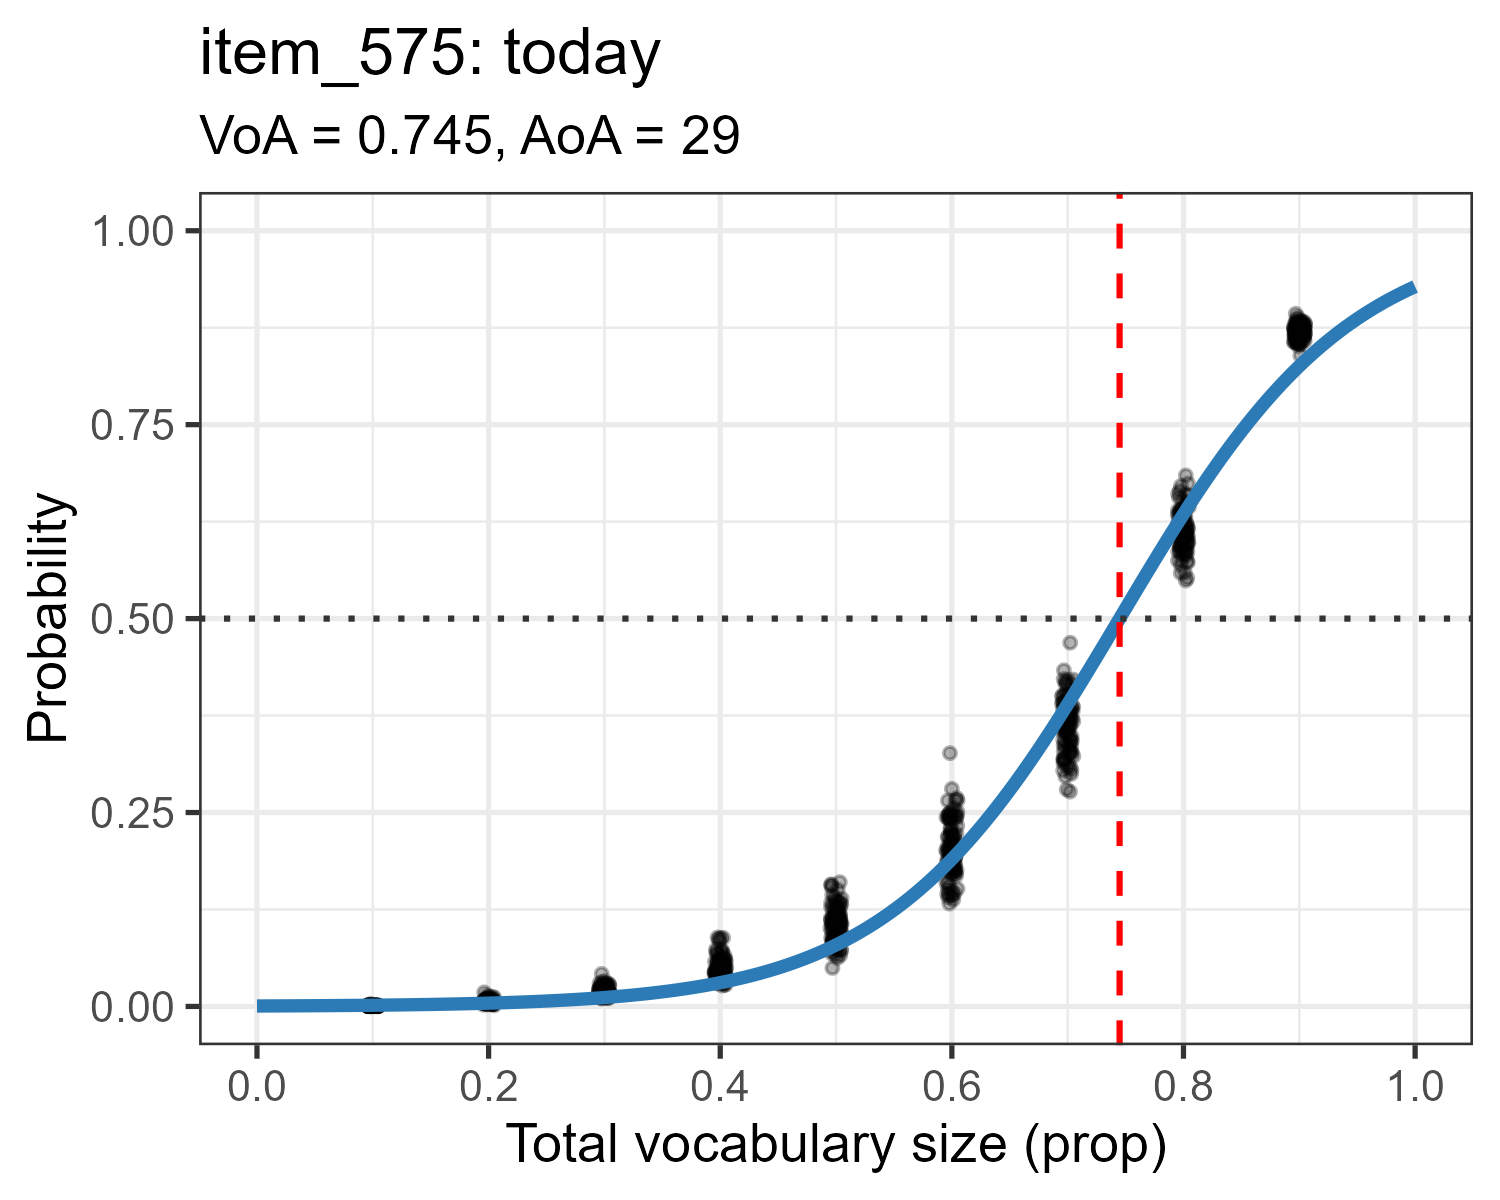 item_575: today
VoA = 0.745, AoA = 29
1.00
0.75
0.50
0.25
0.00
Probability
0.0 0.2 0.4 0.6 0.8 1.0
Total vocabulary size (prop)